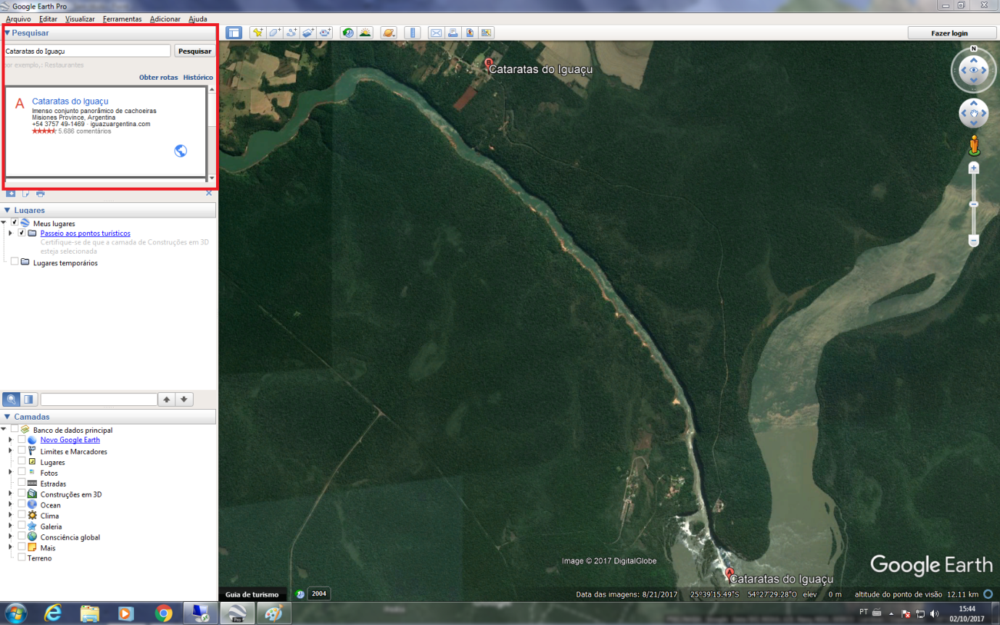 Google Earth Pro
Arquivo Editar Visualizar Ferramentas Adicionar Ajuda
Pesquisar
Cataratas do Iguaçu
Pesquisar
por exemplo,: Restaurantes
Obter rotas Histórico
A
Cataratas do Iguaçu
Imenso conjunto panorâmico de cachoeiras
Misiones Province, Argentina
+54 3757 49-1469 · iguazuargentina.com
5.686 comentários
Lugares
Meus lugares
Passeio aos pontos turísticos
Certifique-se de que a camada de Construções em 3D
esteja selecionada
Lugares temporários
Camadas
Banco de dados principal
Novo Google Earth
Limites e Marcadores
Lugares
Fotos
Estradas
Construções em 3D
Ocean
Clima
Galeria
Consciência global
Mais
Terreno
Fazer login
N
B
Cataratas do Iguaçu
Image © 2017 DigitalGlobe
Google Earth
A
Cataratas do Iguaçu
Guia de turismo
2004
Data das imagens: 8/21/2017 25°39'15.49"S 54°27'29.28"O elev 0 m altitude do ponto de visão 12.11 km
Pro
PT
15:44
02/10/2017